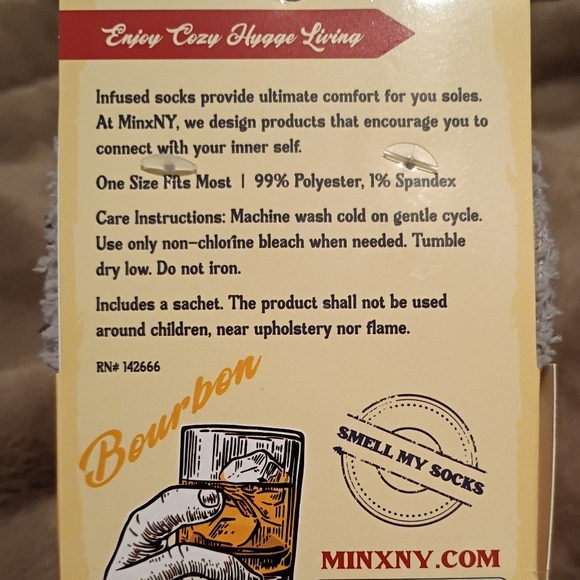 Enjoy Cozy Hygge Living
Infused socks provide ultimate comfort for you soles.
At MinxNY, we design products that encourage you to
connect with your inner self.
One Size Fits Most | 99% Polyester, 1% Spandex
Care Instructions: Machine wash cold on gentle cycle.
Use only non-chlorine bleach when needed. Tumble
dry low. Do not iron.
Includes a sachet. The product shall not be used
around children, near upholstery nor flame.
RN# 142666
Bourbon
SMELL MY SOCKS
MINXNY.COM